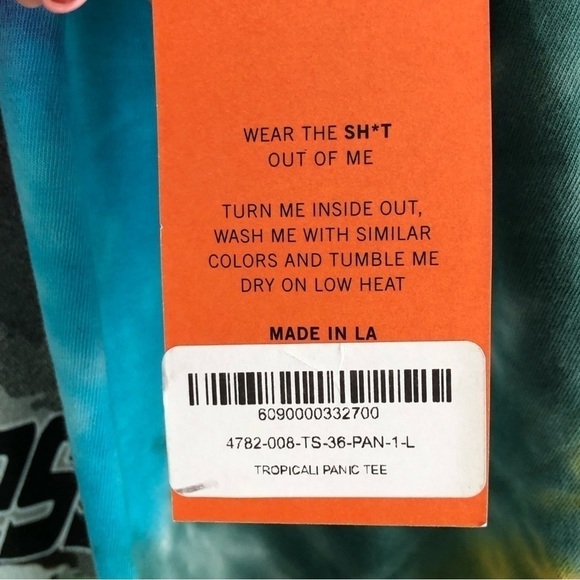 WEAR THE SH*T
OUT OF ME
TURN ME INSIDE OUT,
WASH ME WITH SIMILAR
COLORS AND TUMBLE ME
DRY ON LOW HEAT
MADE IN LA
6090000332700
4782-008-TS-36-PAN-1-L
TROPICALI PANIC TEE